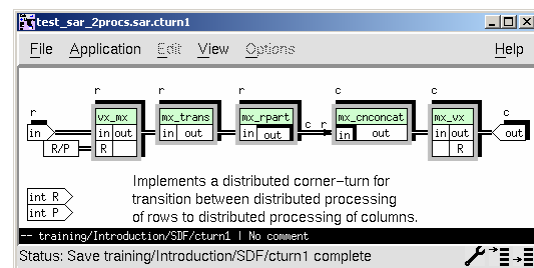 test_sar_2procs.sar.cturn1
File Application Edit View Options Help
r r r c c
r vx_mx mx_trans mx_rpart c r mx_cnconcat mx_vx c
in in out in out in out in out in out out
R/P R R
int R
int P
Implements a distributed corner-turn for
transition between distributed processing
of rows to distributed processing of columns.
-- training/Introduction/SDF/cturn1 | No comment
Status: Save training/Introduction/SDF/cturn1 complete